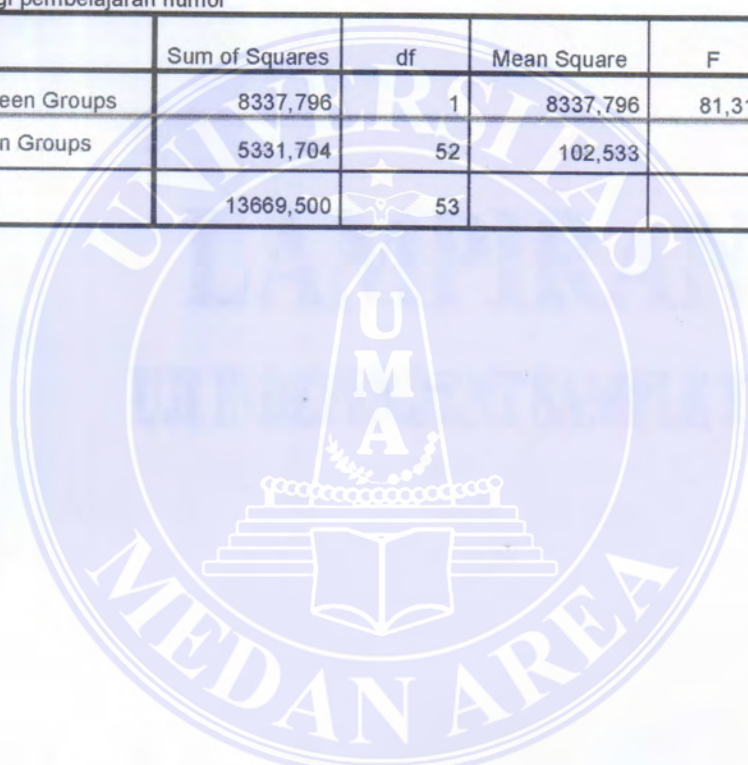 pembelajaran humor
Sum of Squares df Mean Square F
een Groups 8337,796 1 8337,796 81,31
n Groups 5331,704 52 102,533
13669,500 53
UNIVERSITAS
UMA
MEDAN AREA